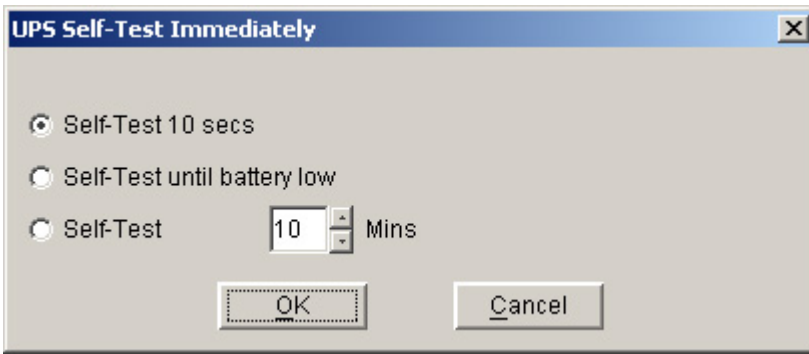 UPS Self-Test Immediately
Self-Test 10 secs
Self-Test until battery low
Self-Test 10 Mins
OK Cancel